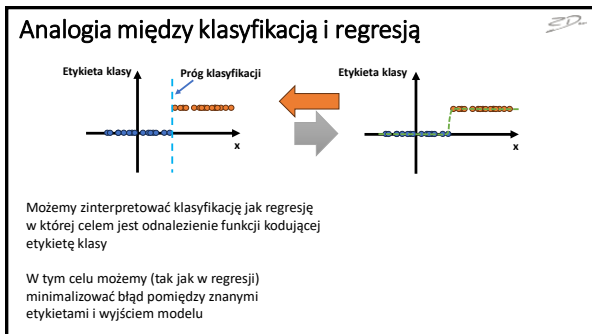 Analogia między klasyfikacją i regresją
Etykieta klasy
Próg klasyfikacji
x
Etykieta klasy
x
Możemy zinterpretować klasyfikację jak regresję
w której celem jest odnalezienie funkcji kodującej
etykietę klasy
W tym celu możemy (tak jak w regresji)
minimalizować błąd pomiędzy znanymi
etykietami i wyjściem modelu